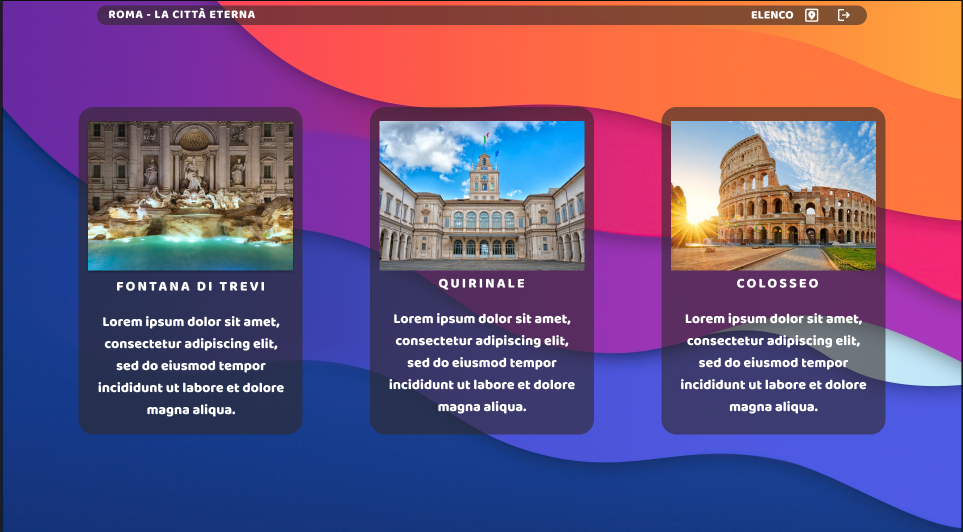 ROMA - LA CITTÀ ETERNA
ELENCO
FONTANA DI TREVI
Lorem ipsum dolor sit amet,
consectetur adipiscing elit,
sed do eiusmod tempor
incididunt ut labore et dolore
magna aliqua.
QUIRINALE
Lorem ipsum dolor sit amet,
consectetur adipiscing elit,
sed do eiusmod tempor
incididunt ut labore et dolore
magna aliqua.
COLOSSEO
Lorem ipsum dolor sit amet,
consectetur adipiscing elit,
sed do eiusmod tempor
incididunt ut labore et dolore
magna aliqua.